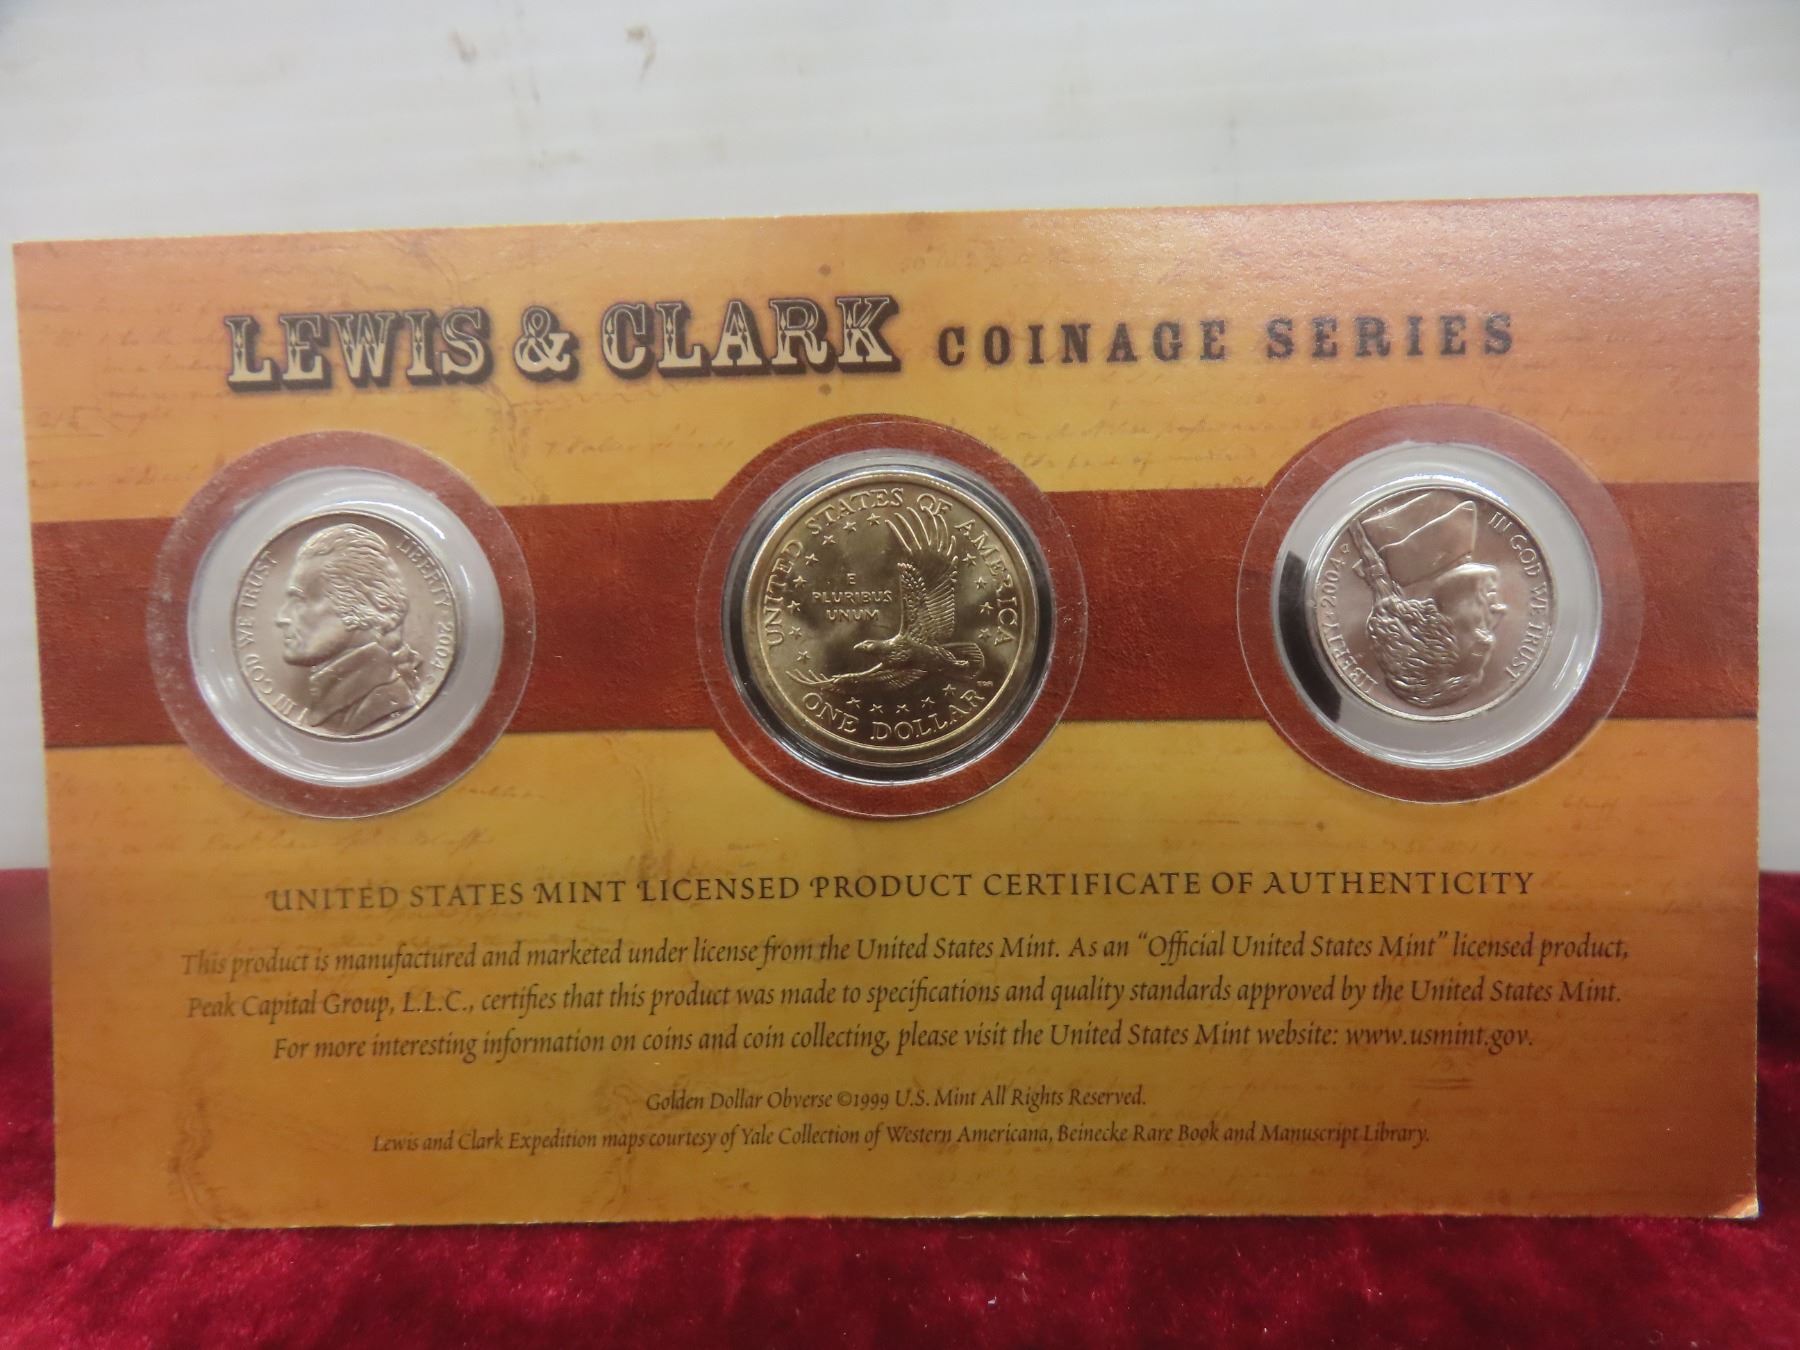 LEWIS & CLARK COINAGE SERIES
IN GOD WE TRUST
LIBERTY 2004
UNITED STATES OF AMERICA
E
PLURIBUS
UNUM
ONE DOLLAR
IN GOD WE TRUST
LIBERTY · 2004
UNITED STATES MINT LICENSED PRODUCT CERTIFICATE OF AUTHENTICITY
This product is manufactured and marketed under license from the United States Mint. As an “Official United States Mint” licensed product,
Peak Capital Group, L.L.C., certifies that this product was made to specifications and quality standards approved by the United States Mint.
For more interesting information on coins and coin collecting, please visit the United States Mint website: www.usmint.gov.
Golden Dollar Obverse ©1999 U.S. Mint All Rights Reserved.
Lewis and Clark Expedition maps courtesy of Yale Collection of Western Americana, Beinecke Rare Book and Manuscript Library.